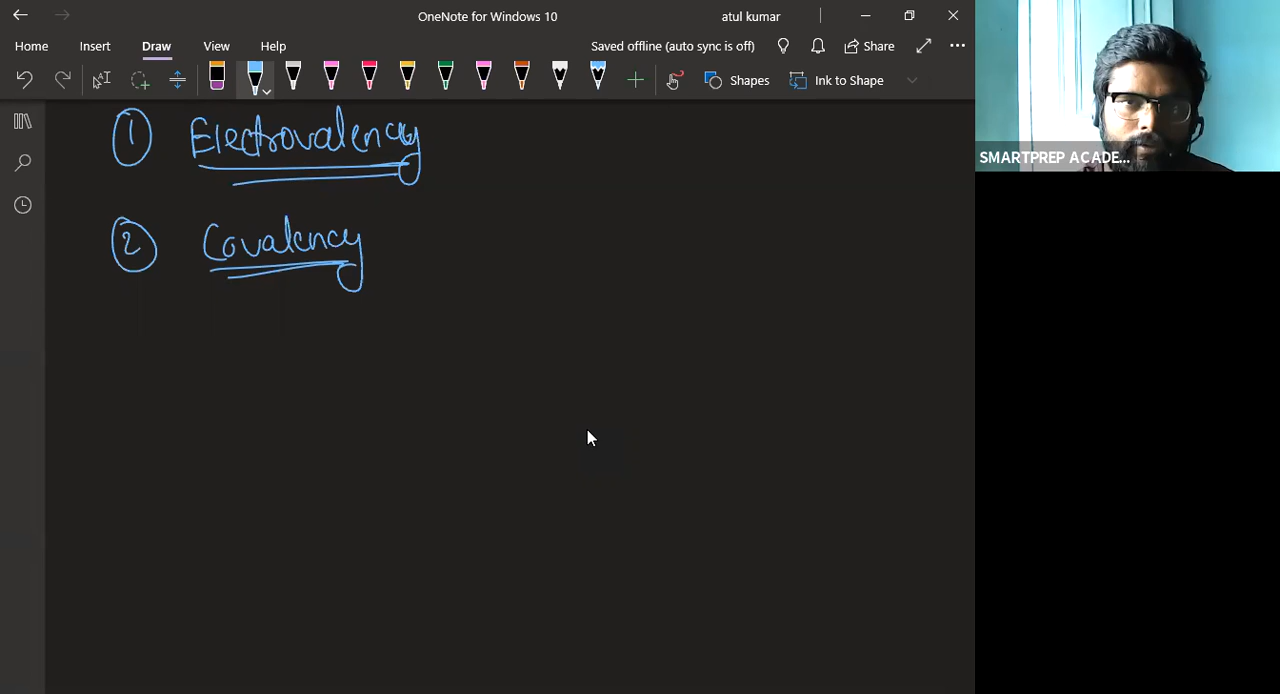 OneNote for Windows 10
atul kumar
Home Insert Draw View Help
Saved offline (auto sync is off)
Share
Shapes
Ink to Shape
1 Electrovalency
2 Covalency
SMARTPREP ACADE...